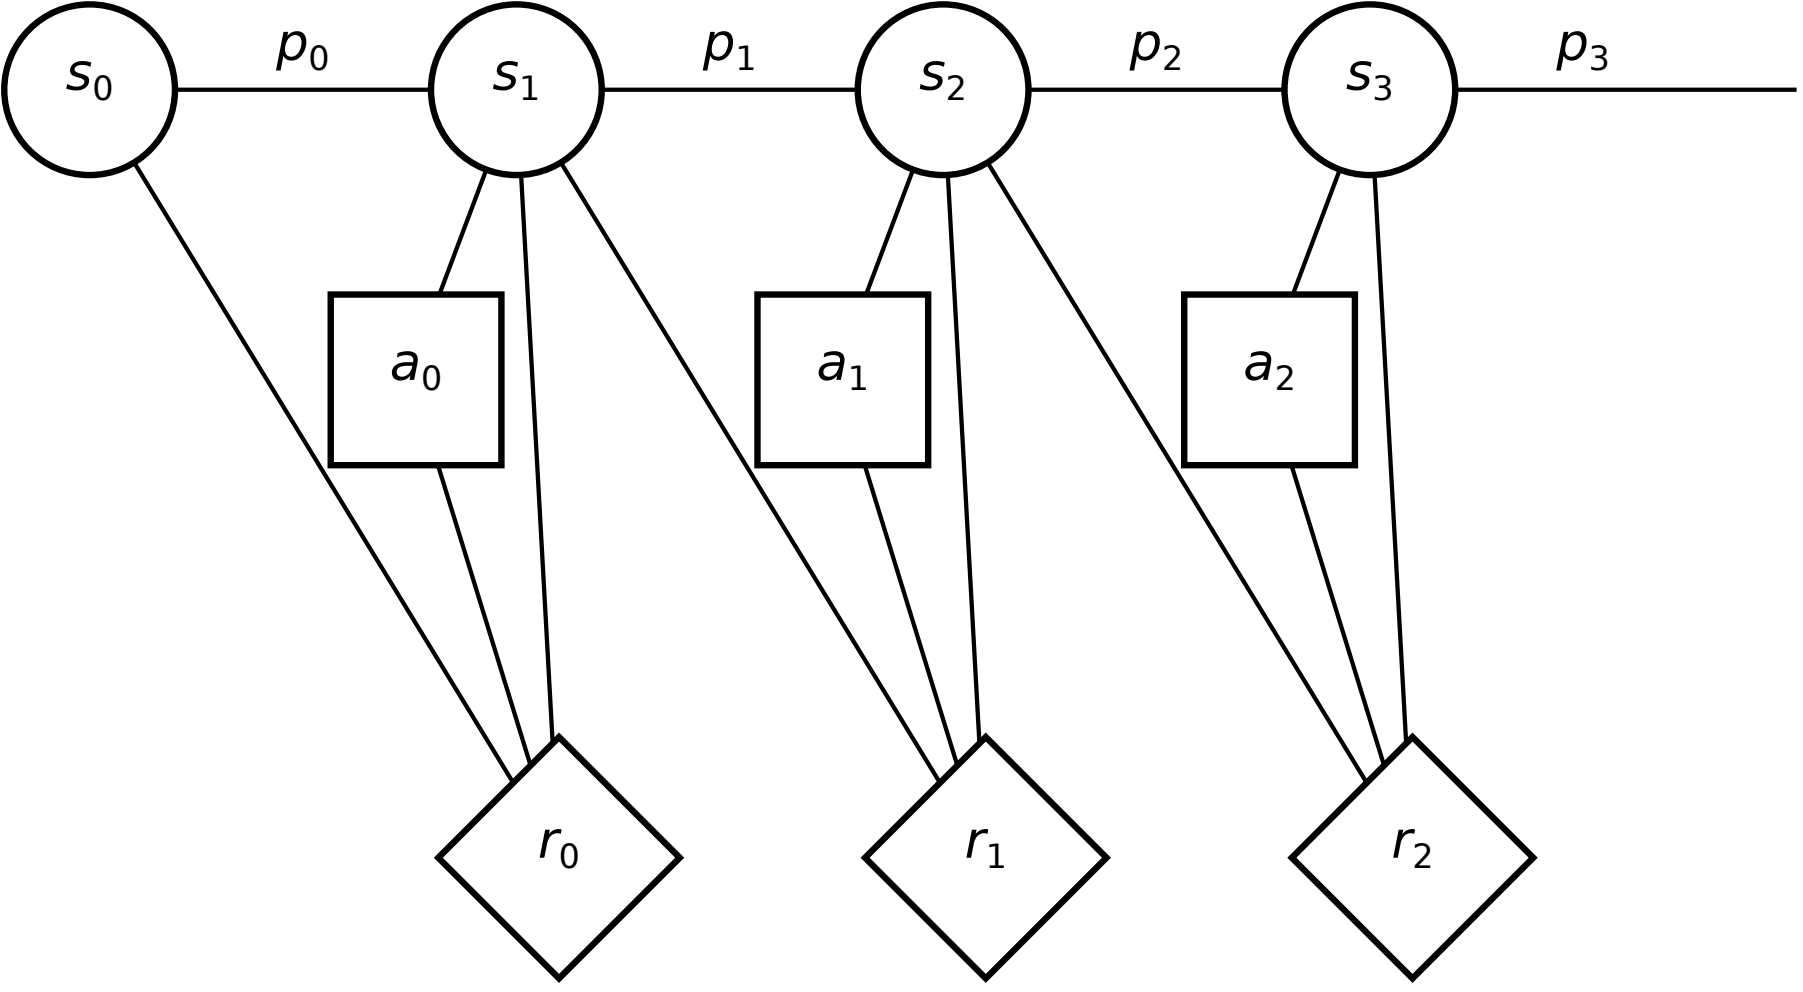 p₀ p₁ p₂ p₃
s₀ s₁ s₂ s₃
a₀ a₁ a₂
r₀ r₁ r₂